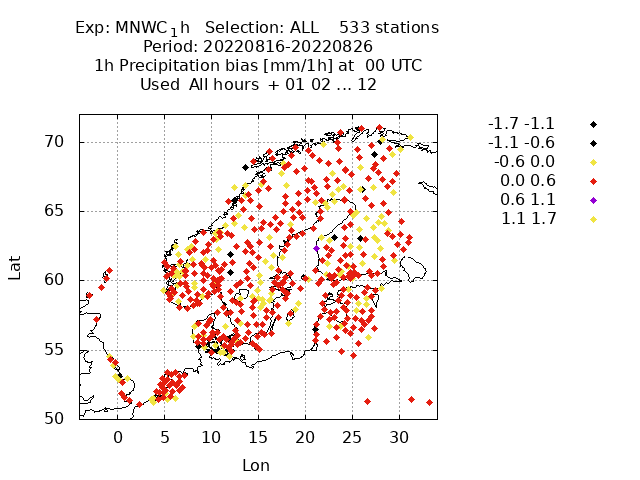 Exp: MNWC_1h Selection: ALL 533 stations
Period: 20220816-20220826
1h Precipitation bias [mm/1h] at 00 UTC
Used All hours + 01 02 ... 12
-1.7 -1.1
-1.1 -0.6
-0.6 0.0
0.0 0.6
0.6 1.1
1.1 1.7
70
65
60
55
50
Lat
0 5 10 15 20 25 30
Lon